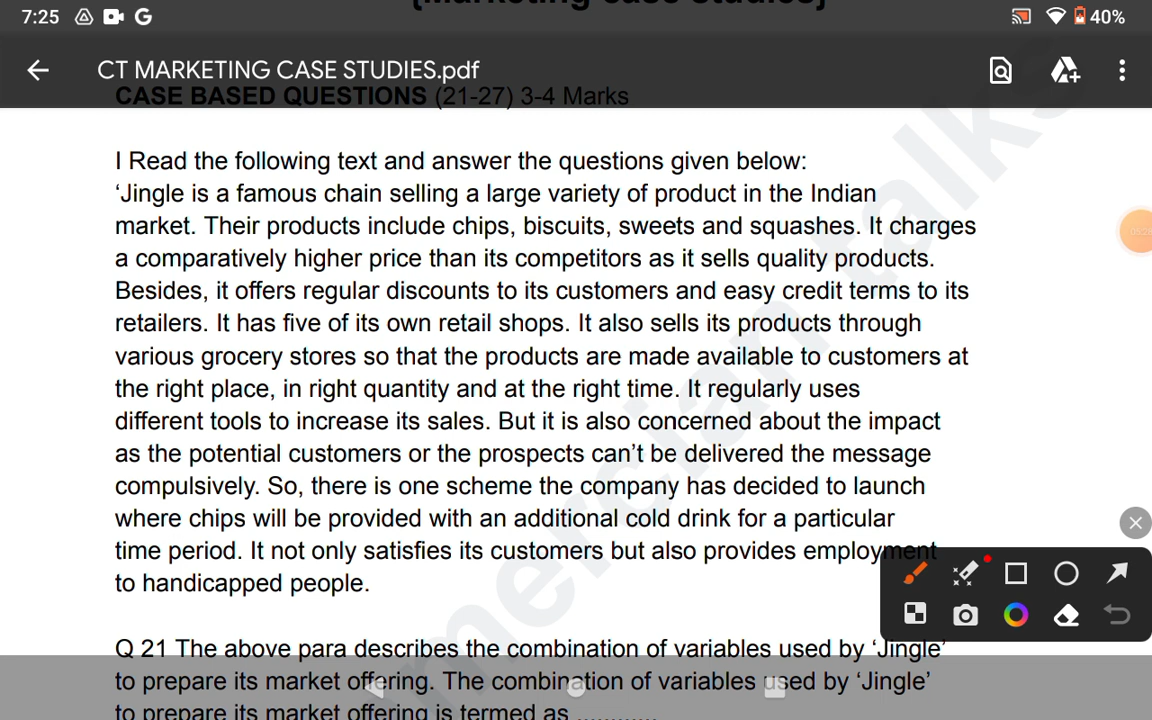 [Marketing case studies]
7:25
40%
CT MARKETING CASE STUDIES.pdf
CASE BASED QUESTIONS (21-27) 3-4 Marks
I Read the following text and answer the questions given below:
‘Jingle is a famous chain selling a large variety of product in the Indian
market. Their products include chips, biscuits, sweets and squashes. It charges
a comparatively higher price than its competitors as it sells quality products.
Besides, it offers regular discounts to its customers and easy credit terms to its
retailers. It has five of its own retail shops. It also sells its products through
various grocery stores so that the products are made available to customers at
the right place, in right quantity and at the right time. It regularly uses
different tools to increase its sales. But it is also concerned about the impact
as the potential customers or the prospects can’t be delivered the message
compulsively. So, there is one scheme the company has decided to launch
where chips will be provided with an additional cold drink for a particular
time period. It not only satisfies its customers but also provides employment
to handicapped people.
Q 21 The above para describes the combination of variables used by ‘Jingle’
to prepare its market offering. The combination of variables used by ‘Jingle’
to prepare its market offering is termed as .............
mercian talks